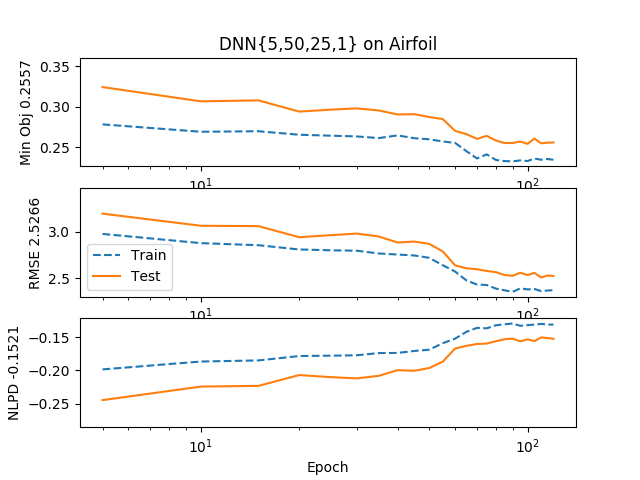 DNN{5,50,25,1} on Airfoil
Min Obj 0.2557
0.35
0.30
0.25
10¹
10²
RMSE 2.5266
3.0
2.5
Train
Test
10¹
10²
NLPD -0.1521
−0.15
−0.20
−0.25
10¹
10²
Epoch